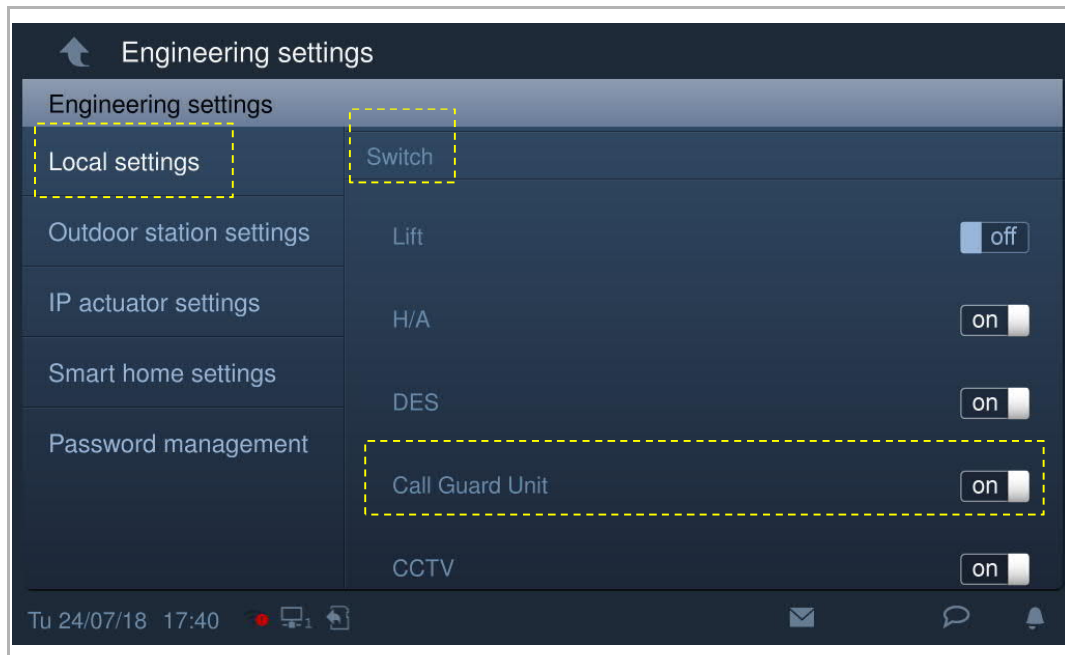 Engineering settings
Engineering settings
Local settings
Outdoor station settings
IP actuator settings
Smart home settings
Password management
Switch
Lift off
H/A on
DES on
Call Guard Unit on
CCTV on
Tu 24/07/18 17:40 1